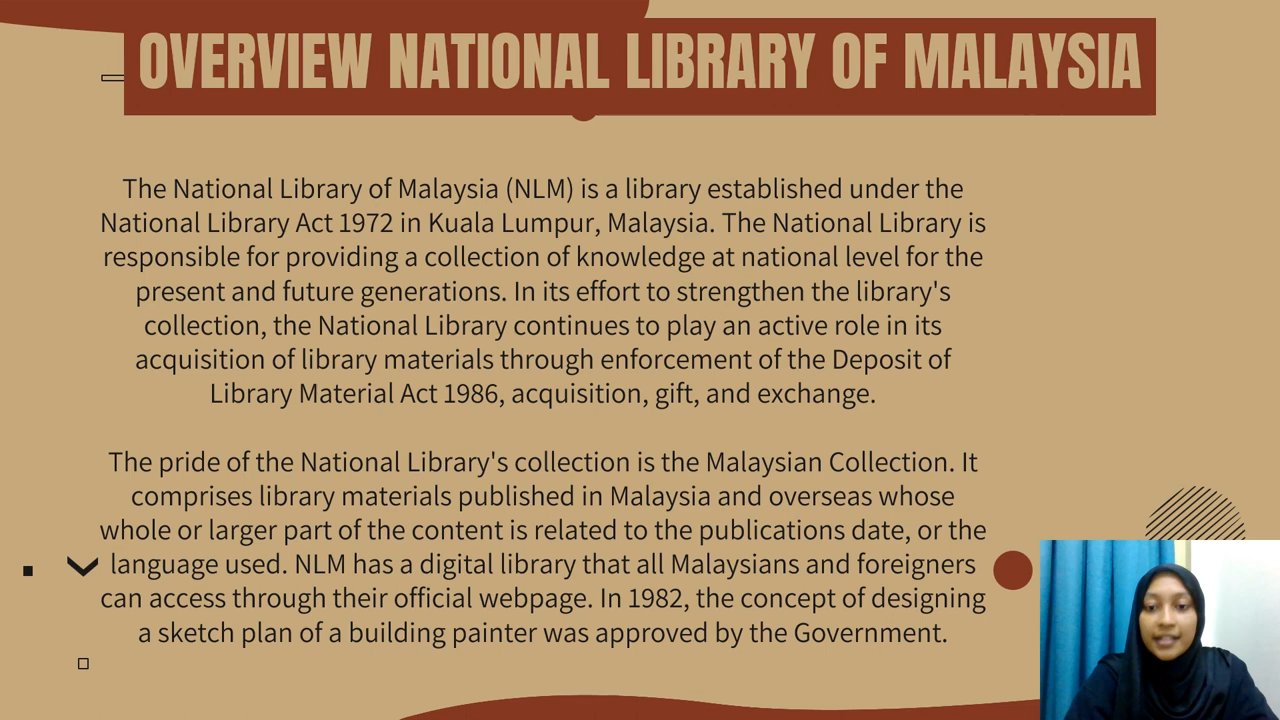 OVERVIEW NATIONAL LIBRARY OF MALAYSIA
The National Library of Malaysia (NLM) is a library established under the
National Library Act 1972 in Kuala Lumpur, Malaysia. The National Library is
responsible for providing a collection of knowledge at national level for the
present and future generations. In its effort to strengthen the library's
collection, the National Library continues to play an active role in its
acquisition of library materials through enforcement of the Deposit of
Library Material Act 1986, acquisition, gift, and exchange.
The pride of the National Library's collection is the Malaysian Collection. It
comprises library materials published in Malaysia and overseas whose
whole or larger part of the content is related to the publications date, or the
language used. NLM has a digital library that all Malaysians and foreigners
can access through their official webpage. In 1982, the concept of designing
a sketch plan of a building painter was approved by the Government.